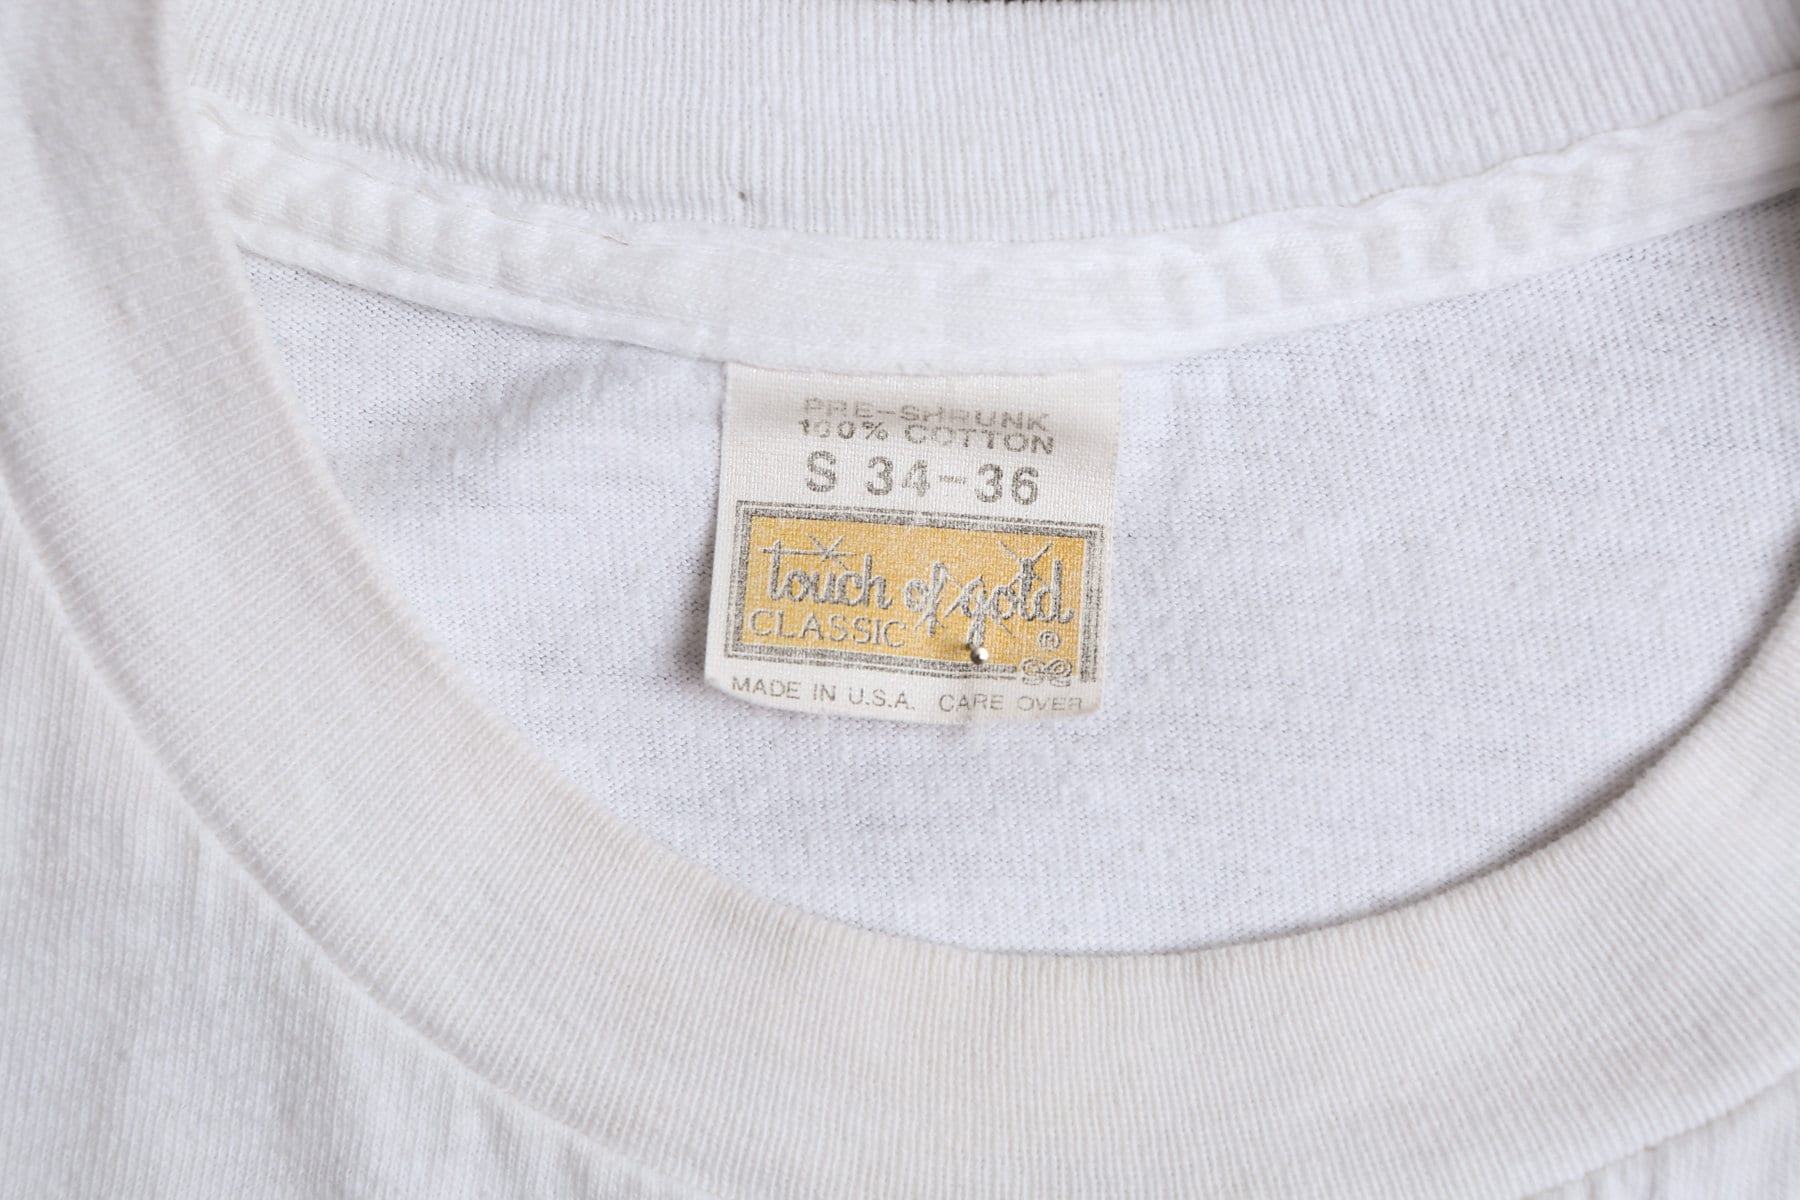 PRE-SHRUNK
100% COTTON
S 34-36
touch of gold
CLASSIC ®
MADE IN U.S.A. CARE OVER